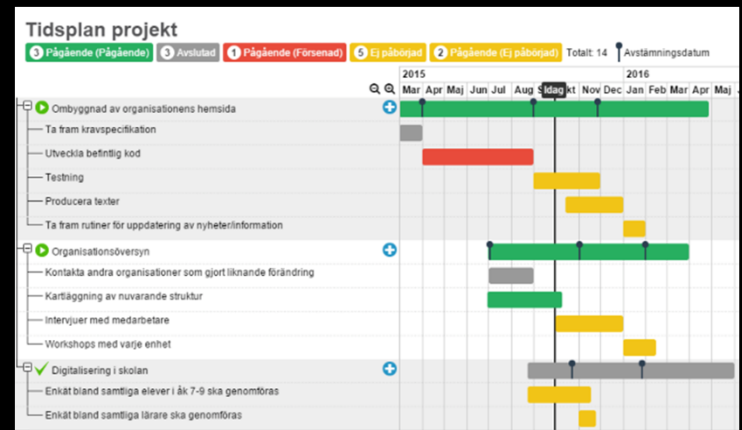 Tidsplan projekt
3 Pågående (Pågående) 3 Avslutad 1 Pågående (Försenad) 5 Ej påbörjad 2 Pågående (Ej påbörjad) Totalt: 14 Avstämningsdatum
2015 2016
Mar Apr Maj Jun Jul Aug S Idag kt Nov Dec Jan Feb Mar Apr Maj
Ombyggnad av organisationens hemsida
Ta fram kravspecifikation
Utveckla befintlig kod
Testning
Producera texter
Ta fram rutiner för uppdatering av nyheter/information
Organisationsöversyn
Kontakta andra organisationer som gjort liknande förändring
Kartläggning av nuvarande struktur
Intervjuer med medarbetare
Workshops med varje enhet
Digitalisering i skolan
Enkät bland samtliga elever i åk 7-9 ska genomföras
Enkät bland samtliga lärare ska genomföras